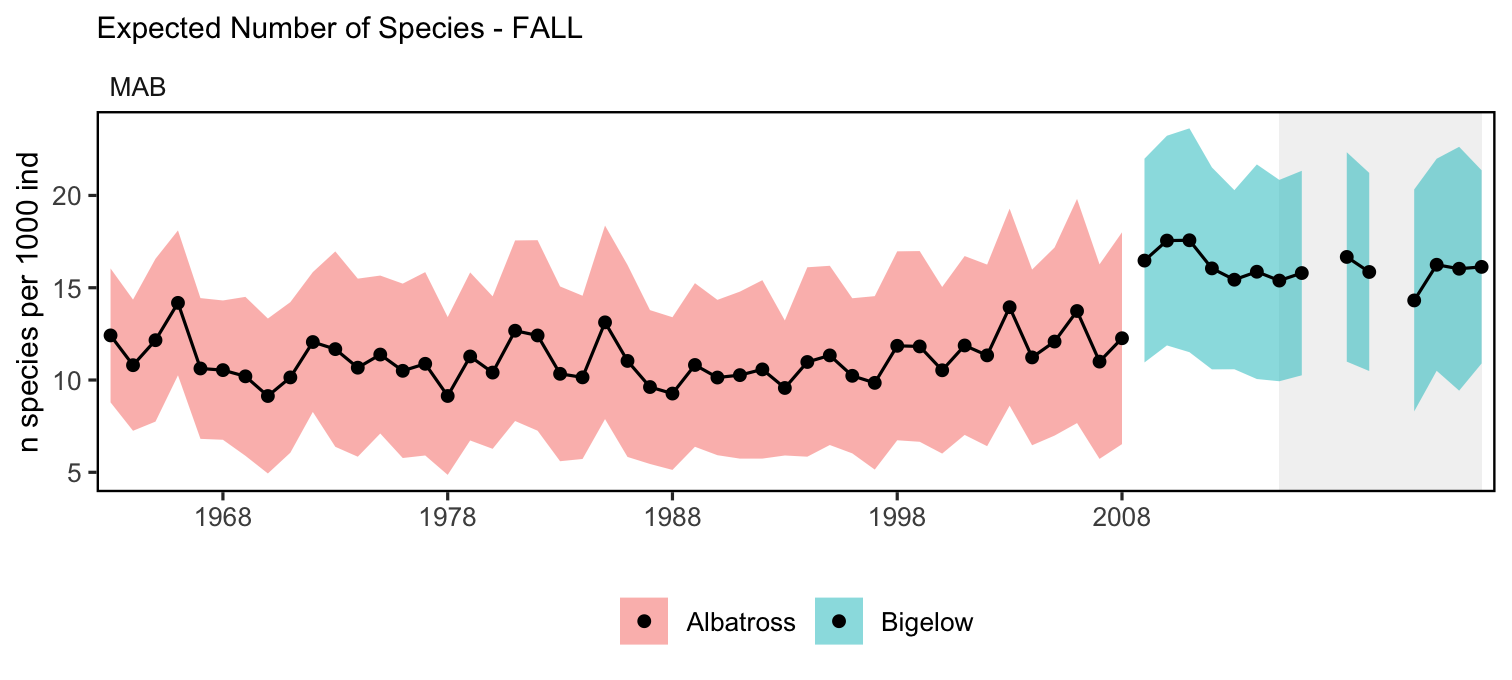 Expected Number of Species - FALL
MAB
n species per 1000 ind
20
15
10
5
1968 1978 1988 1998 2008
Albatross Bigelow